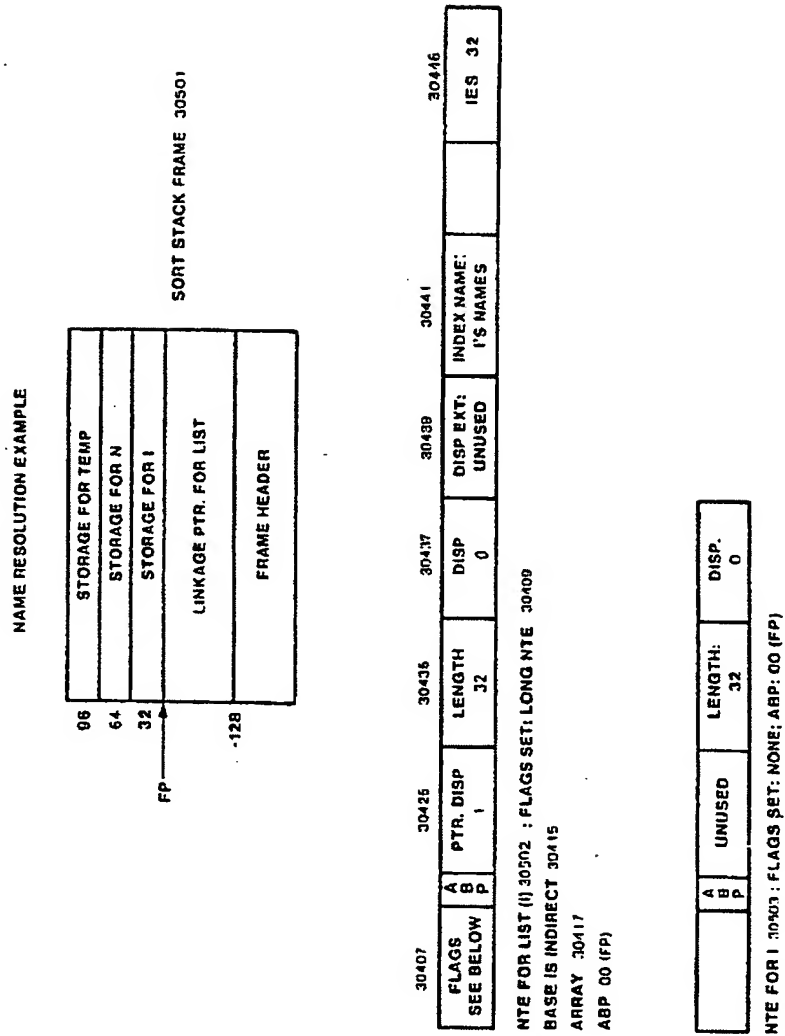 NAME RESOLUTION EXAMPLE
96
STORAGE FOR TEMP
64
STORAGE FOR N
32
STORAGE FOR I
FP
LINKAGE PTR. FOR LIST
-128
FRAME HEADER
SORT STACK FRAME 30501
30407
30425
30435
30437
30439
30441
30446
FLAGS
SEE BELOW
A
B
P
PTR. DISP
1
LENGTH
32
DISP
0
DISP EXT:
UNUSED
INDEX NAME:
I'S NAMES
IES 32
NTE FOR LIST (I) 30502 : FLAGS SET: LONG NTE 30409
BASE IS INDIRECT 30415
ARRAY 30417
ABP 00 (FP)
A
B
P
UNUSED
LENGTH:
32
DISP.
0
NTE FOR I 30503 : FLAGS SET: NONE; ABP: 00 (FP)